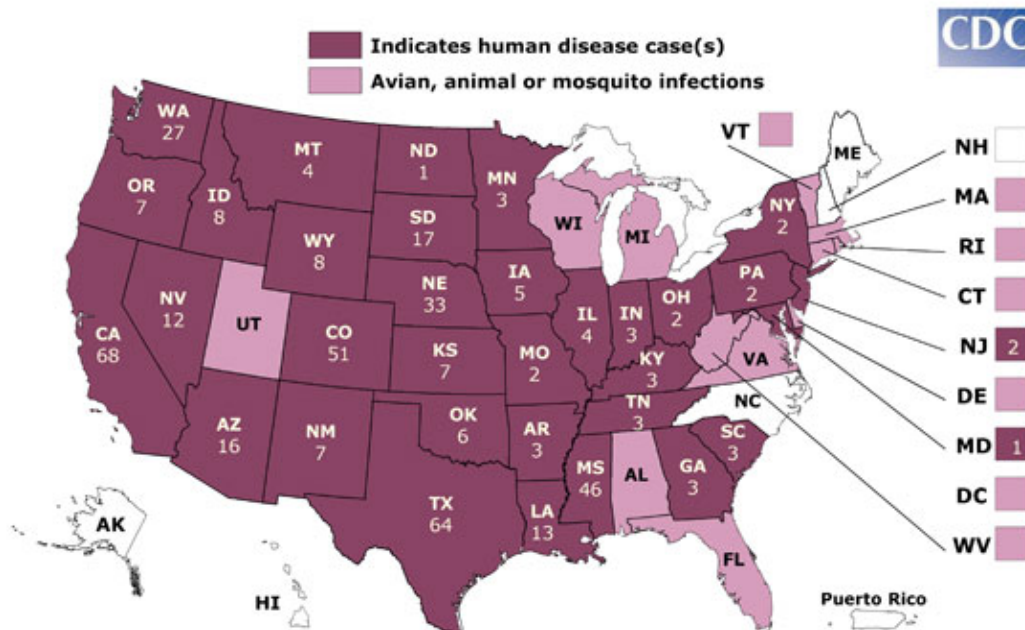 Indicates human disease case(s)
Avian, animal or mosquito infections
CDC
WA
27
MT
4
ND
1
MN
3
VT
ME
NH
OR
7
ID
8
SD
17
WI
MI
NY
2
MA
WY
8
RI
NV
12
NE
33
IA
5
PA
2
CT
CA
68
UT
CO
51
IL
4
IN
3
OH
2
NJ 2
KS
7
MO
2
KY
3
VA
DE
AZ
16
NM
7
OK
6
AR
3
TN
3
NC
MD 1
SC
3
MS
46
AL
GA
3
DC
TX
64
LA
13
WV
AK
FL
HI
Puerto Rico